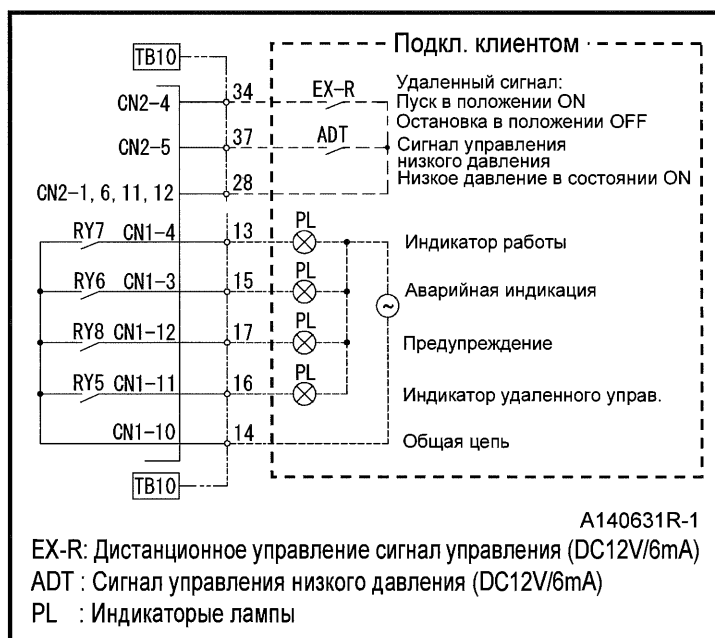 Подкл. клиентом
TB10
CN2-4 34 EX-R Удаленный сигнал:
Пуск в положении ON
Остановка в положении OFF
CN2-5 37 ADT Сигнал управления
низкого давления
CN2-1, 6, 11, 12 28 Низкое давление в состоянии ON
RY7 CN1-4 13 PL Индикатор работы
RY6 CN1-3 15 PL Аварийная индикация
RY8 CN1-12 17 PL Предупреждение
RY5 CN1-11 16 PL Индикатор удаленного управ.
CN1-10 14 Общая цепь
TB10
A140631R-1
EX-R: Дистанционное управление сигнал управления (DC12V/6mA)
ADT : Сигнал управления низкого давления (DC12V/6mA)
PL : Индикаторые лампы